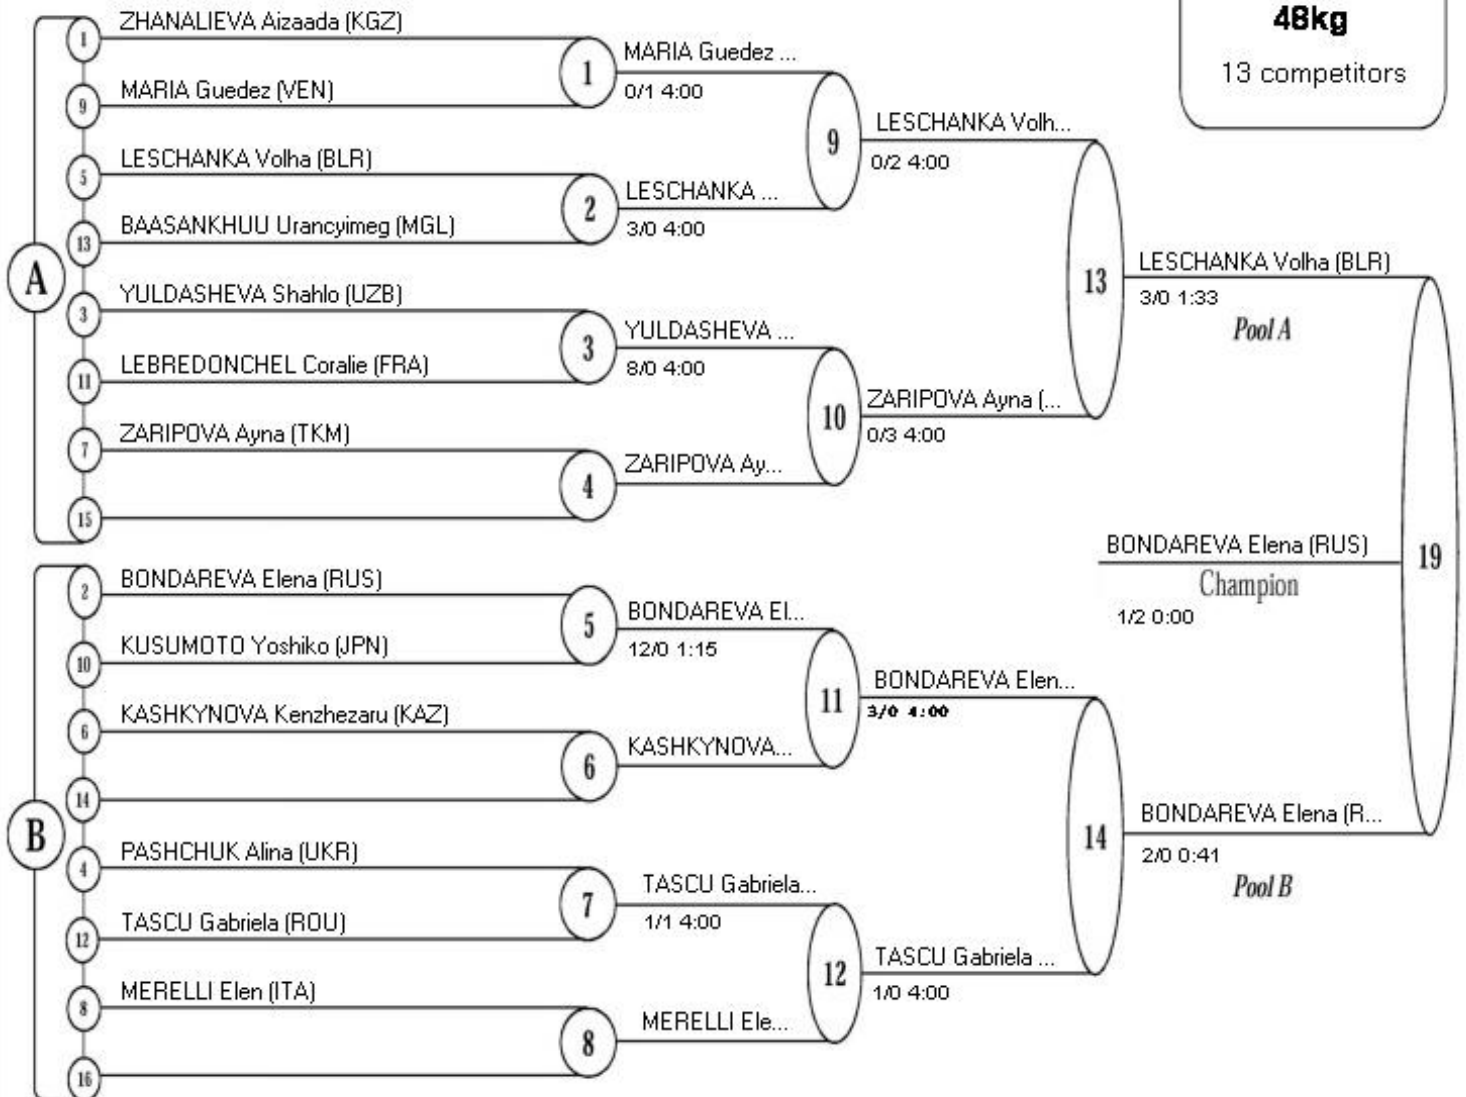 48kg
13 competitors
A
1
ZHANALIEVA Aizaada (KGZ)
9
MARIA Guedez (VEN)
5
LESCHANKA Volha (BLR)
13
BAASANKHUU Urancyimeg (MGL)
3
YULDASHEVA Shahlo (UZB)
11
LEBREDONCHEL Coralie (FRA)
7
ZARIPOVA Ayna (TKM)
15
B
2
BONDAREVA Elena (RUS)
10
KUSUMOTO Yoshiko (JPN)
6
KASHKYNOVA Kenzhezaru (KAZ)
14
4
PASHCHUK Alina (UKR)
12
TASCU Gabriela (ROU)
8
MERELLI Elen (ITA)
16
1
MARIA Guedez ...
0/1 4:00
2
LESCHANKA ...
3/0 4:00
3
YULDASHEVA ...
8/0 4:00
4
ZARIPOVA Ay...
5
BONDAREVA El...
12/0 1:15
6
KASHKYNOVA...
7
TASCU Gabriela...
1/1 4:00
8
MERELLI Ele...
9
LESCHANKA Volh...
0/2 4:00
10
ZARIPOVA Ayna (...
0/3 4:00
11
BONDAREVA Elen...
3/0 4:00
12
TASCU Gabriela ...
1/0 4:00
13
LESCHANKA Volha (BLR)
3/0 1:33
Pool A
14
BONDAREVA Elena (R...
2/0 0:41
Pool B
19
BONDAREVA Elena (RUS)
Champion
1/2 0:00